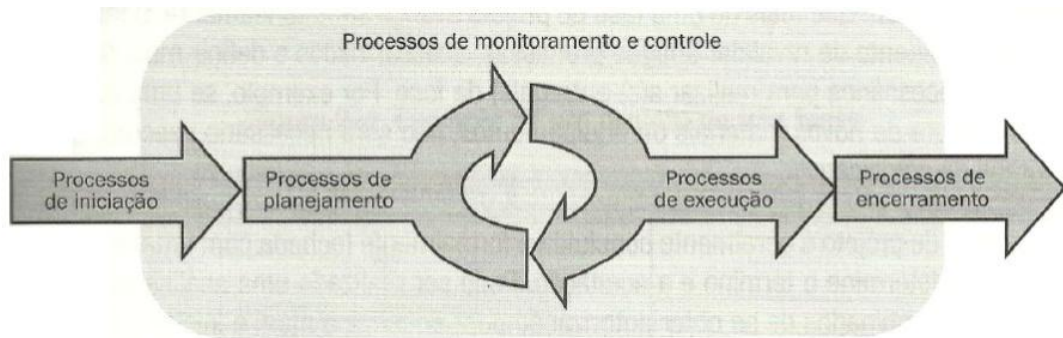 Processos de monitoramento e controle
Processos
de iniciação
Processos de
planejamento
Processos
de execução
Processos de
encerramento